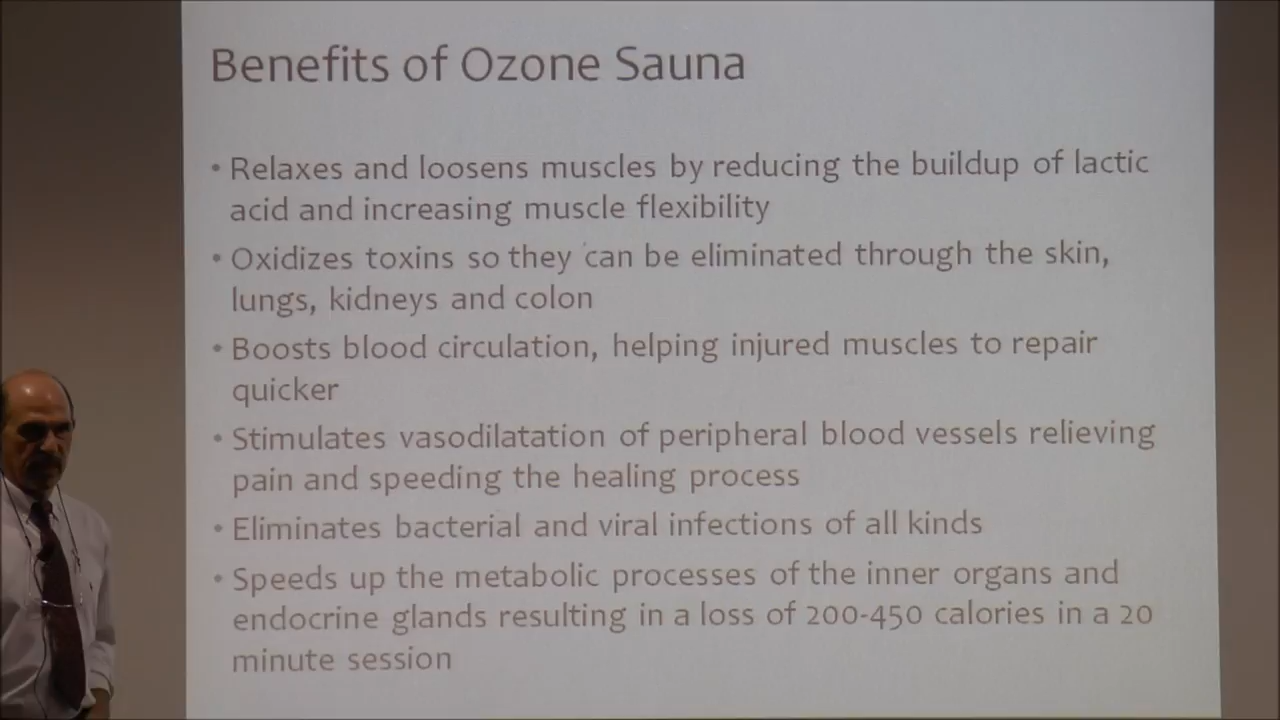 Benefits of Ozone Sauna
• Relaxes and loosens muscles by reducing the buildup of lactic
acid and increasing muscle flexibility
• Oxidizes toxins so they can be eliminated through the skin,
lungs, kidneys and colon
• Boosts blood circulation, helping injured muscles to repair
quicker
• Stimulates vasodilatation of peripheral blood vessels relieving
pain and speeding the healing process
• Eliminates bacterial and viral infections of all kinds
• Speeds up the metabolic processes of the inner organs and
endocrine glands resulting in a loss of 200-450 calories in a 20
minute session